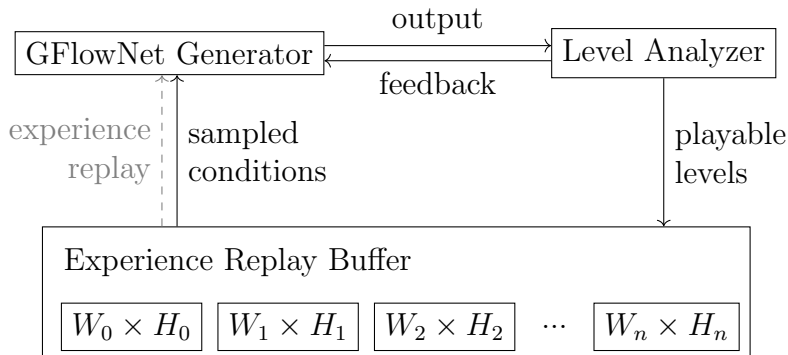 output
GFlowNet Generator
Level Analyzer
feedback
experience
replay
sampled
conditions
playable
levels
Experience Replay Buffer
W₀ × H₀
W₁ × H₁
W₂ × H₂
...
Wₙ × Hₙ